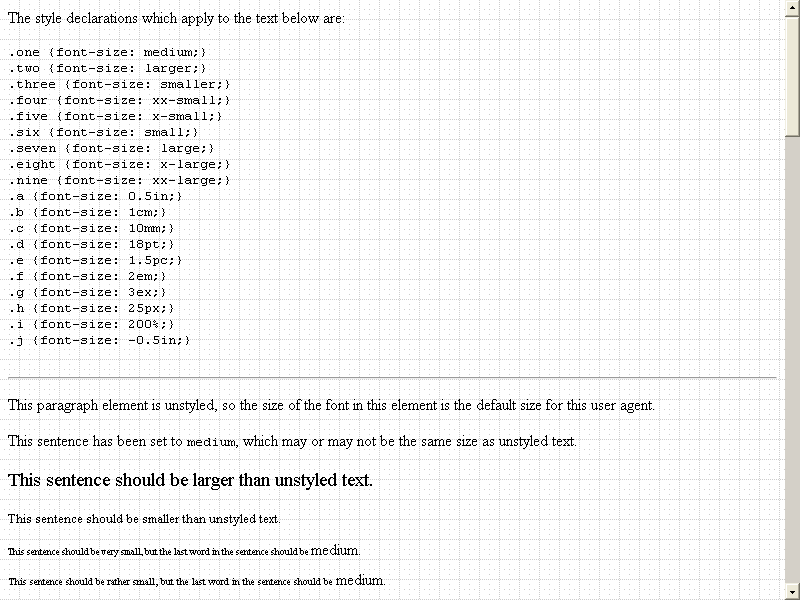 The style declarations which apply to the text below are:
.one {font-size: medium;}
.two {font-size: larger;}
.three {font-size: smaller;}
.four {font-size: xx-small;}
.five {font-size: x-small;}
.six {font-size: small;}
.seven {font-size: large;}
.eight {font-size: x-large;}
.nine {font-size: xx-large;}
.a {font-size: 0.5in;}
.b {font-size: 1cm;}
.c {font-size: 10mm;}
.d {font-size: 18pt;}
.e {font-size: 1.5pc;}
.f {font-size: 2em;}
.g {font-size: 3ex;}
.h {font-size: 25px;}
.i {font-size: 200%;}
.j {font-size: -0.5in;}
This paragraph element is unstyled, so the size of the font in this element is the default size for this user agent.
This sentence has been set to medium, which may or may not be the same size as unstyled text.
This sentence should be larger than unstyled text.
This sentence should be smaller than unstyled text.
This sentence should be very small, but the last word in the sentence should be medium.
This sentence should be rather small, but the last word in the sentence should be medium.